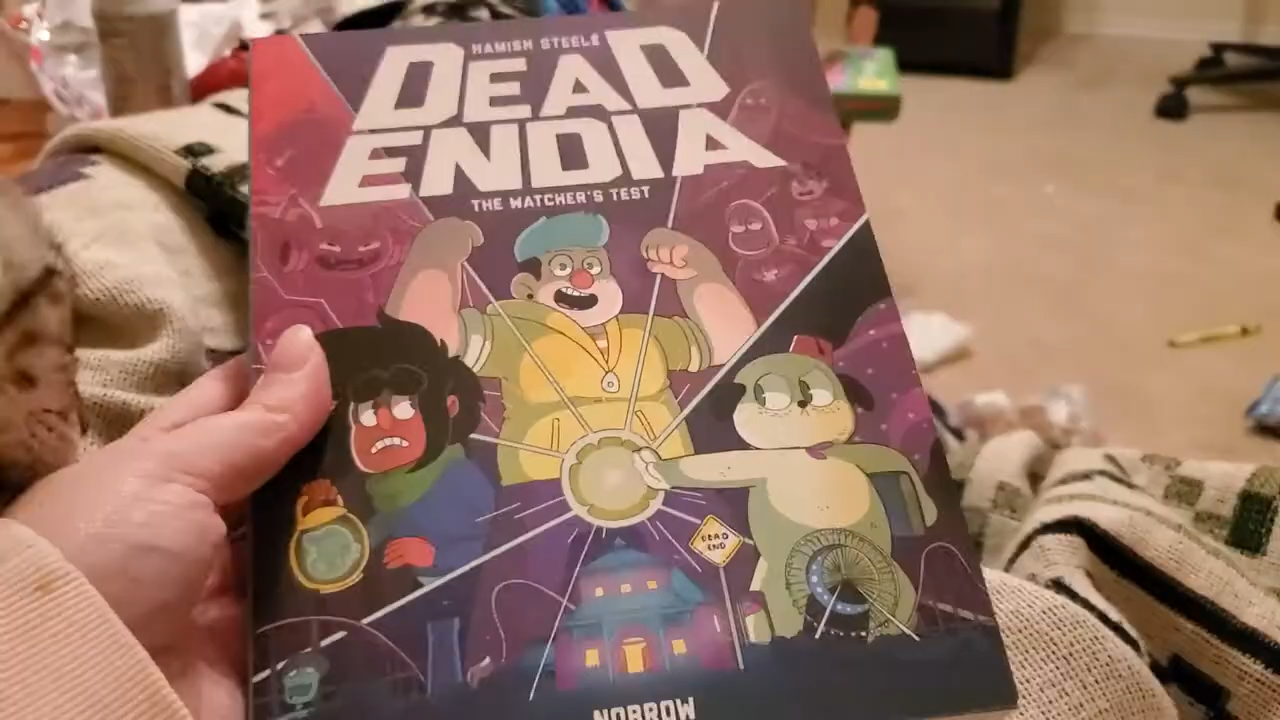 HAMISH STEELE
DEAD
ENDIA
THE WATCHER'S TEST
DEAD
END
NOBROW